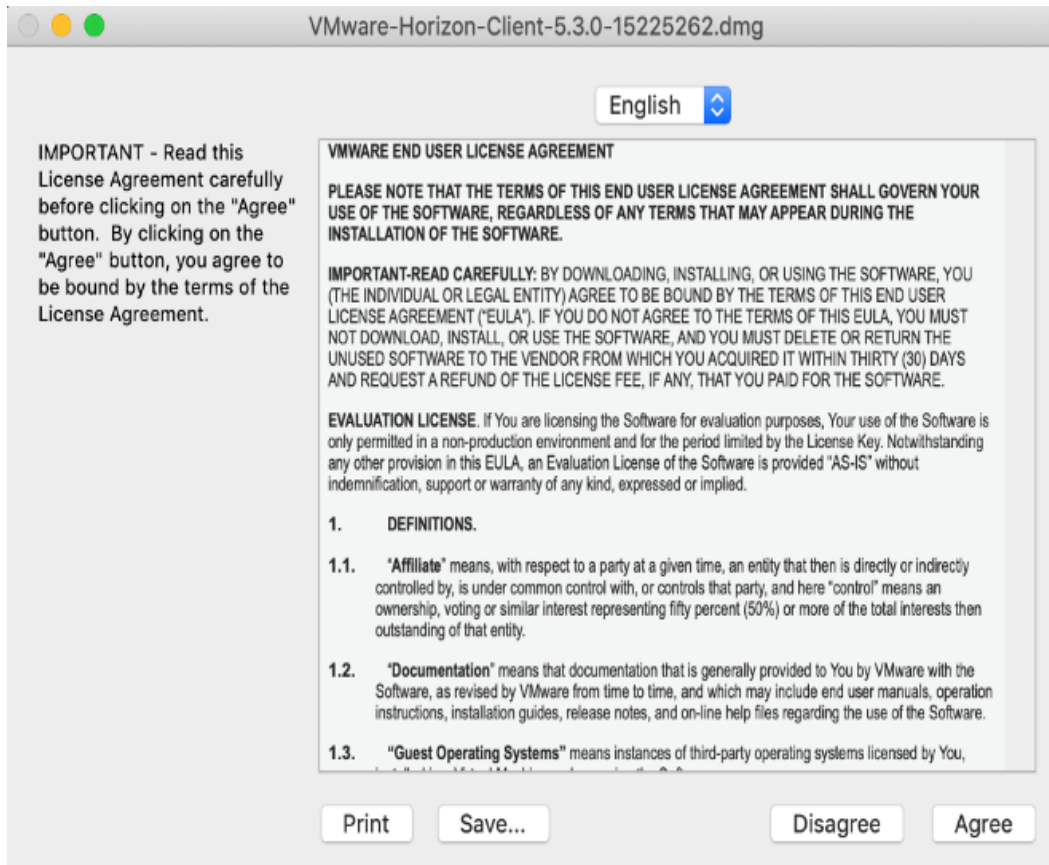 VMware-Horizon-Client-5.3.0-15225262.dmg
English
IMPORTANT - Read this
License Agreement carefully
before clicking on the "Agree"
button. By clicking on the
"Agree" button, you agree to
be bound by the terms of the
License Agreement.
VMWARE END USER LICENSE AGREEMENT
PLEASE NOTE THAT THE TERMS OF THIS END USER LICENSE AGREEMENT SHALL GOVERN YOUR
USE OF THE SOFTWARE, REGARDLESS OF ANY TERMS THAT MAY APPEAR DURING THE
INSTALLATION OF THE SOFTWARE.
IMPORTANT-READ CAREFULLY: BY DOWNLOADING, INSTALLING, OR USING THE SOFTWARE, YOU
(THE INDIVIDUAL OR LEGAL ENTITY) AGREE TO BE BOUND BY THE TERMS OF THIS END USER
LICENSE AGREEMENT (“EULA”). IF YOU DO NOT AGREE TO THE TERMS OF THIS EULA, YOU MUST
NOT DOWNLOAD, INSTALL, OR USE THE SOFTWARE, AND YOU MUST DELETE OR RETURN THE
UNUSED SOFTWARE TO THE VENDOR FROM WHICH YOU ACQUIRED IT WITHIN THIRTY (30) DAYS
AND REQUEST A REFUND OF THE LICENSE FEE, IF ANY, THAT YOU PAID FOR THE SOFTWARE.
EVALUATION LICENSE. If You are licensing the Software for evaluation purposes, Your use of the Software is
only permitted in a non-production environment and for the period limited by the License Key. Notwithstanding
any other provision in this EULA, an Evaluation License of the Software is provided “AS-IS” without
indemnification, support or warranty of any kind, expressed or implied.
1. DEFINITIONS.
1.1. “Affiliate” means, with respect to a party at a given time, an entity that then is directly or indirectly
controlled by, is under common control with, or controls that party, and here “control” means an
ownership, voting or similar interest representing fifty percent (50%) or more of the total interests then
outstanding of that entity.
1.2. “Documentation” means that documentation that is generally provided to You by VMware with the
Software, as revised by VMware from time to time, and which may include end user manuals, operation
instructions, installation guides, release notes, and on-line help files regarding the use of the Software.
1.3. “Guest Operating Systems” means instances of third-party operating systems licensed by You,
Print
Save...
Disagree
Agree